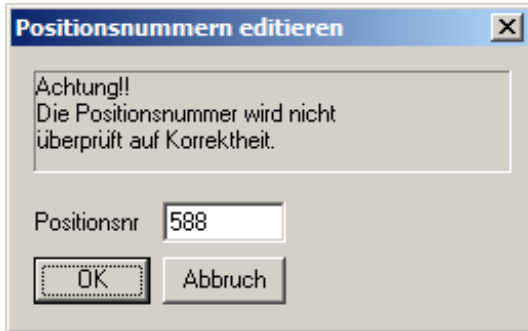 Positionsnummern editieren
Achtung!!
Die Positionsnummer wird nicht
überprüft auf Korrektheit.
Positionsnr 588
OK Abbruch